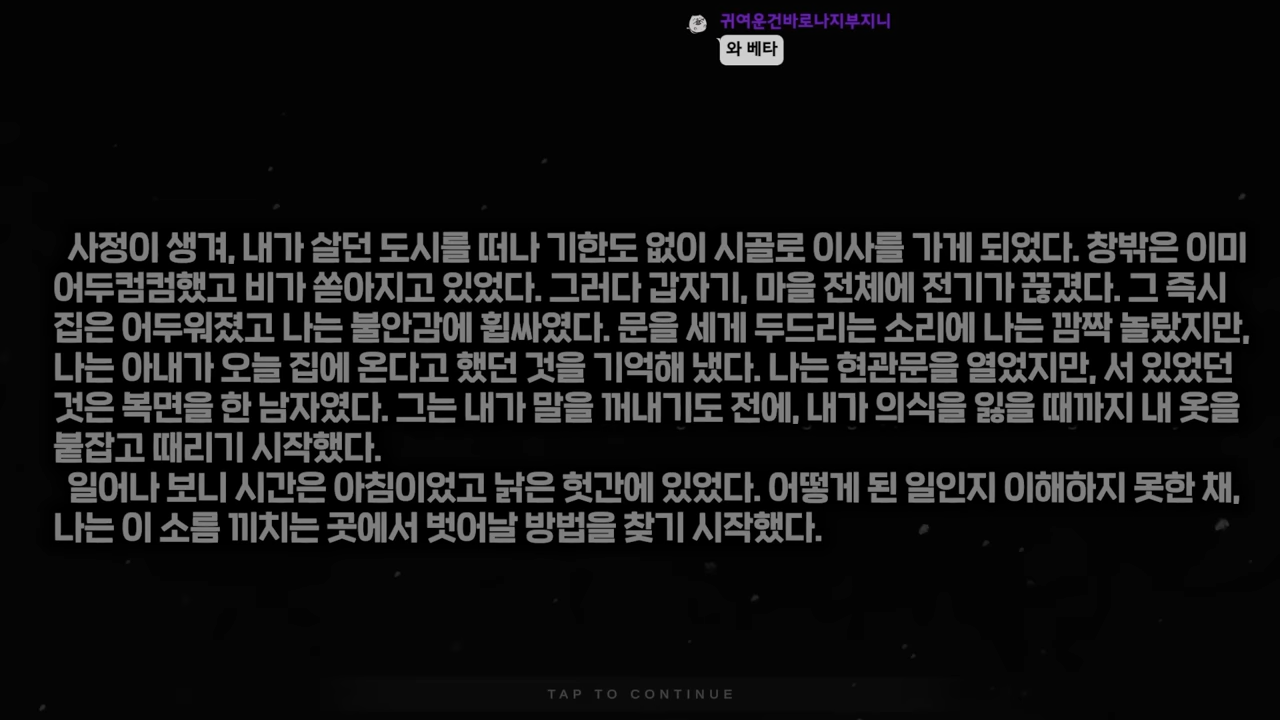 귀여운건바로나지부지니
와 베타
사정이 생겨, 내가 살던 도시를 떠나 기한도 없이 시골로 이사를 가게 되었다. 창밖은 이미
어두컴컴했고 비가 쏟아지고 있었다. 그러다 갑자기, 마을 전체에 전기가 끊겼다. 그 즉시
집은 어두워졌고 나는 불안감에 휩싸였다. 문을 세게 두드리는 소리에 나는 깜짝 놀랐지만,
나는 아내가 오늘 집에 온다고 했던 것을 기억해 냈다. 나는 현관문을 열었지만, 서 있었던
것은 복면을 한 남자였다. 그는 내가 말을 꺼내기도 전에, 내가 의식을 잃을 때까지 내 옷을
붙잡고 때리기 시작했다.
일어나 보니 시간은 아침이었고 낡은 헛간에 있었다. 어떻게 된 일인지 이해하지 못한 채,
나는 이 소름 끼치는 곳에서 벗어날 방법을 찾기 시작했다.
TAP TO CONTINUE